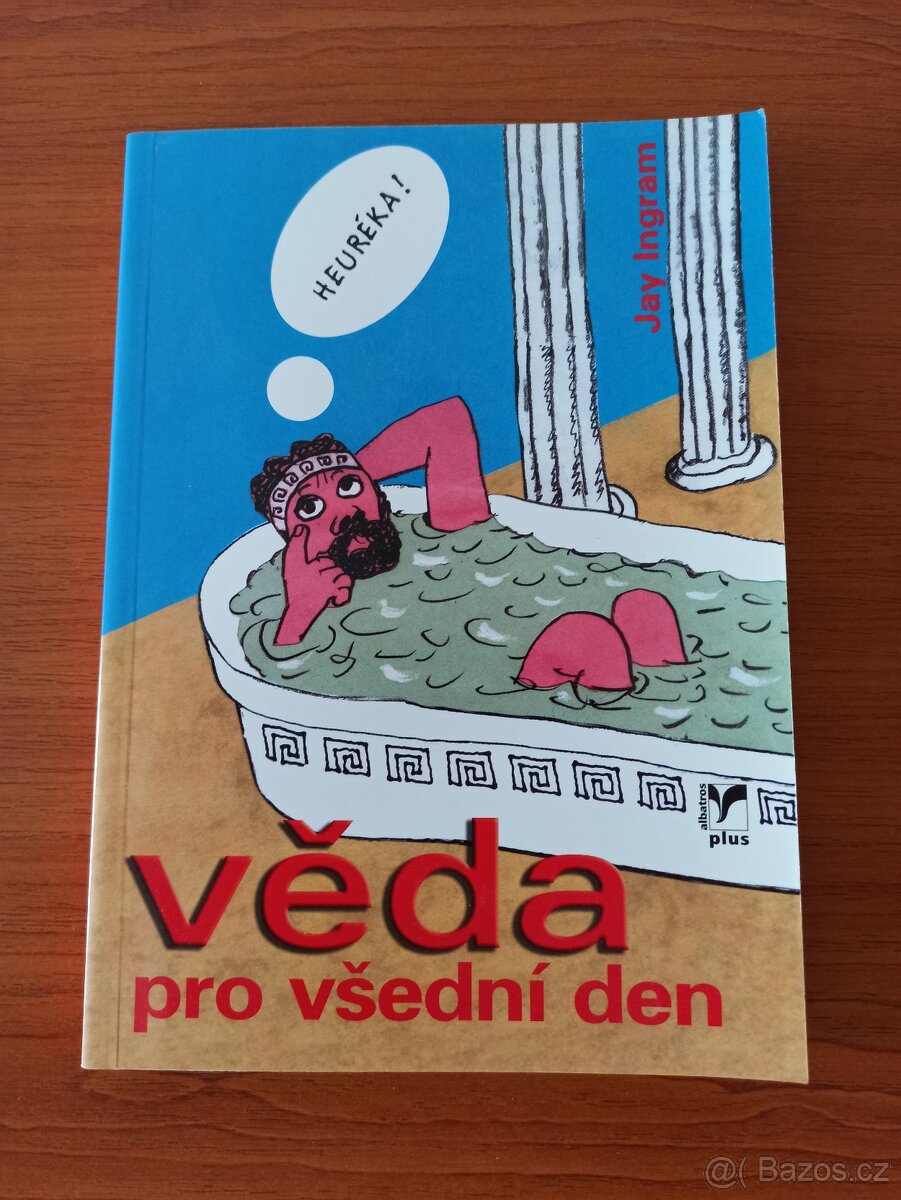 HEURÉKA!
Jay Ingram
albatros
plus
věda
pro všední den
@( Bazos.cz